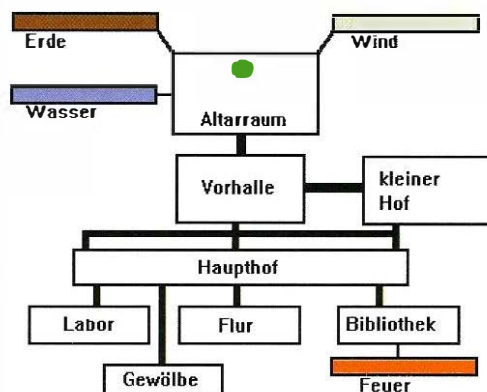 Erde
Wind
Wasser
Altarraum
Vorhalle
kleiner
Hof
Haupthof
Labor
Flur
Bibliothek
Gewölbe
Feuer